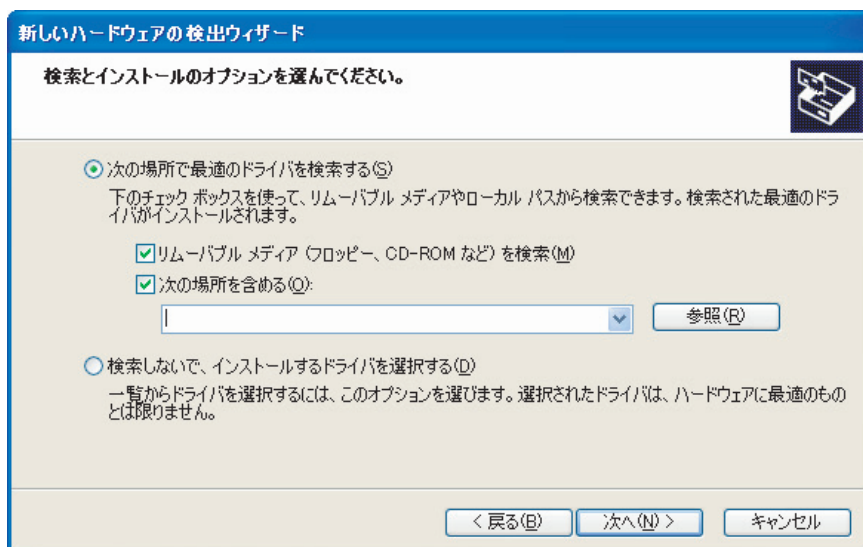 新しいハードウェアの検出ウィザード
検索とインストールのオプションを選んでください。
次の場所で最適のドライバを検索する(S)
下のチェック ボックスを使って、リムーバブル メディアやローカル パスから検索できます。検索された最適のドラ
イバがインストールされます。
リムーバブル メディア (フロッピー、CD-ROM など) を検索(M)
次の場所を含める(O):
参照(R)
検索しないで、インストールするドライバを選択する(D)
一覧からドライバを選択するには、このオプションを選びます。選択されたドライバは、ハードウェアに最適のもの
とは限りません。
< 戻る(B) 次へ(N) > キャンセル